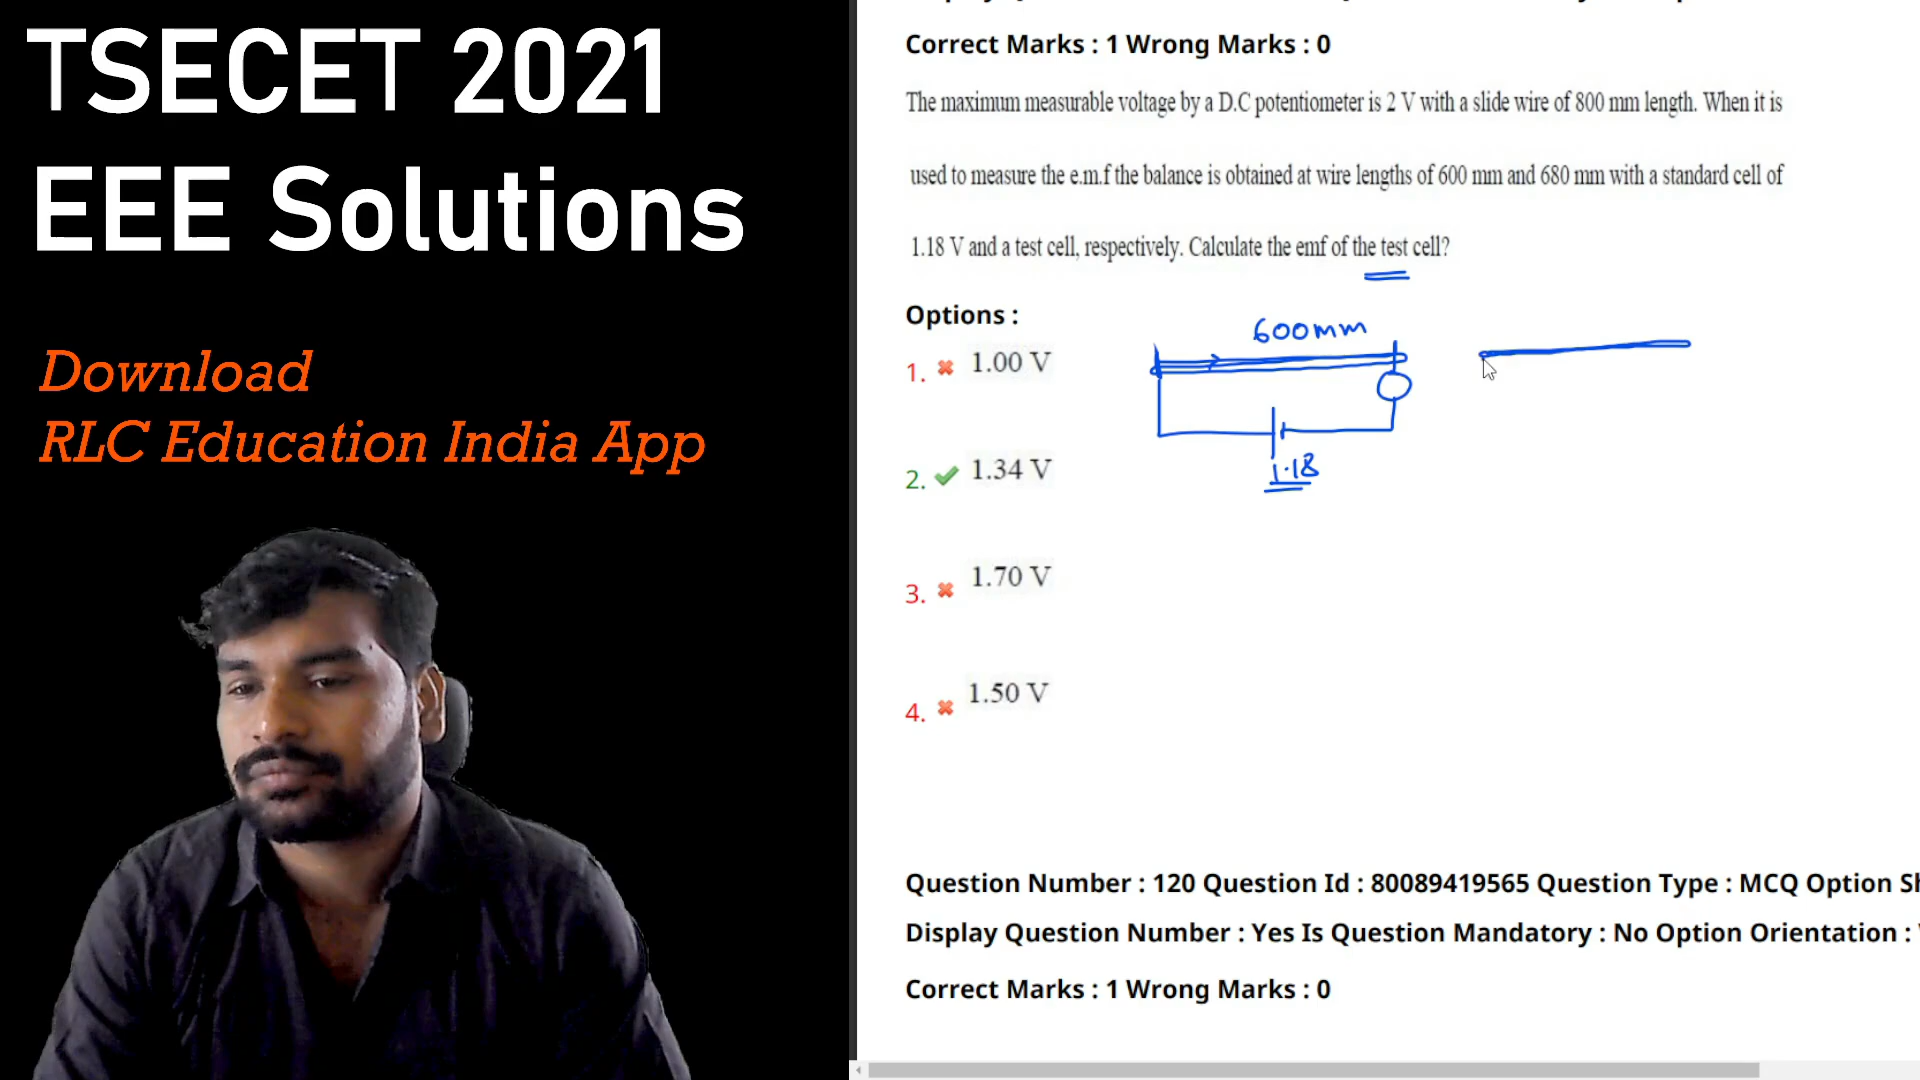 TSECET 2021
EEE Solutions
Download
RLC Education India App
Correct Marks : 1 Wrong Marks : 0
The maximum measurable voltage by a D.C potentiometer is 2 V with a slide wire of 800 mm length. When it is
used to measure the e.m.f the balance is obtained at wire lengths of 600 mm and 680 mm with a standard cell of
1.18 V and a test cell, respectively. Calculate the emf of the test cell?
Options :
600mm
1. 1.00 V
1.18
2. 1.34 V
3. 1.70 V
4. 1.50 V
Question Number : 120 Question Id : 80089419565 Question Type : MCQ Option
Display Question Number : Yes Is Question Mandatory : No Option Orientation :
Correct Marks : 1 Wrong Marks : 0